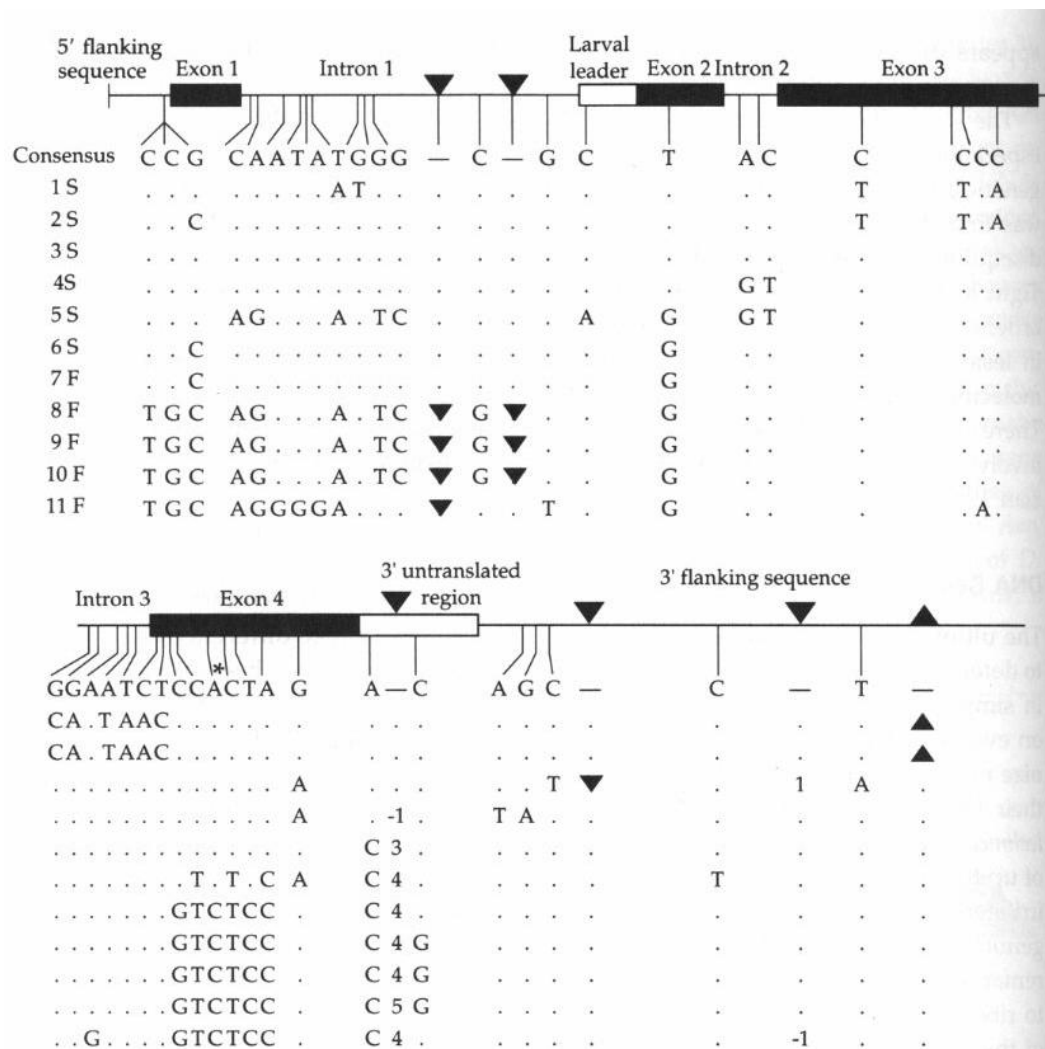 5' flanking sequence Exon 1 Intron 1 Larval leader Exon 2 Intron 2 Exon 3
Consensus C C G C A A T A T G G G — C — G C T A C C C C C
1 S . . . . . . . . A T . . . . . . . . . . T T . A
2 S . . C . . . . . . . . . . . . . . . . . T T . A
3 S . . . . . . . . . . . . . . . . . . . . . . . .
4S . . . . . . . . . . . . . . . . . . G T . . . .
5 S . . . A G . . . A . T C . . . . A G G T . . . .
6 S . . C . . . . . . . . . . . . . . G . . . . . .
7 F . . C . . . . . . . . . . . . . . G . . . . . .
8 F T G C A G . . . A . T C ▼ G ▼ . . G . . . . . .
9 F T G C A G . . . A . T C ▼ G ▼ . . G . . . . . .
10 F T G C A G . . . A . T C ▼ G ▼ . . G . . . . . .
11 F T G C A G G G G A . . . ▼ . . T . G . . . . A .
Intron 3 Exon 4 3' untranslated region 3' flanking sequence
*
G G A A T C T C C A C T A G A — C A G C — C — T —
C A . T A A C . . . . . . . . . . . . . . . . . ▲
C A . T A A C . . . . . . . . . . . . . . . . . ▲
. . . . . . . . . . . . . A . . . . . T ▼ . 1 A .
. . . . . . . . . . . . . A . -1 . T A . . . . . .
. . . . . . . . . . . . . . C 3 . . . . . . . . .
. . . . . . . . T . T . C A C 4 . . . . . T . . .
. . . . . . . G T C T C C . C 4 . . . . . . . . .
. . . . . . . G T C T C C . C 4 G . . . . . . . .
. . . . . . . G T C T C C . C 4 G . . . . . . . .
. . . . . . . G T C T C C . C 5 G . . . . . . . .
. . G . . . . G T C T C C . C 4 . . . . . . -1 . .